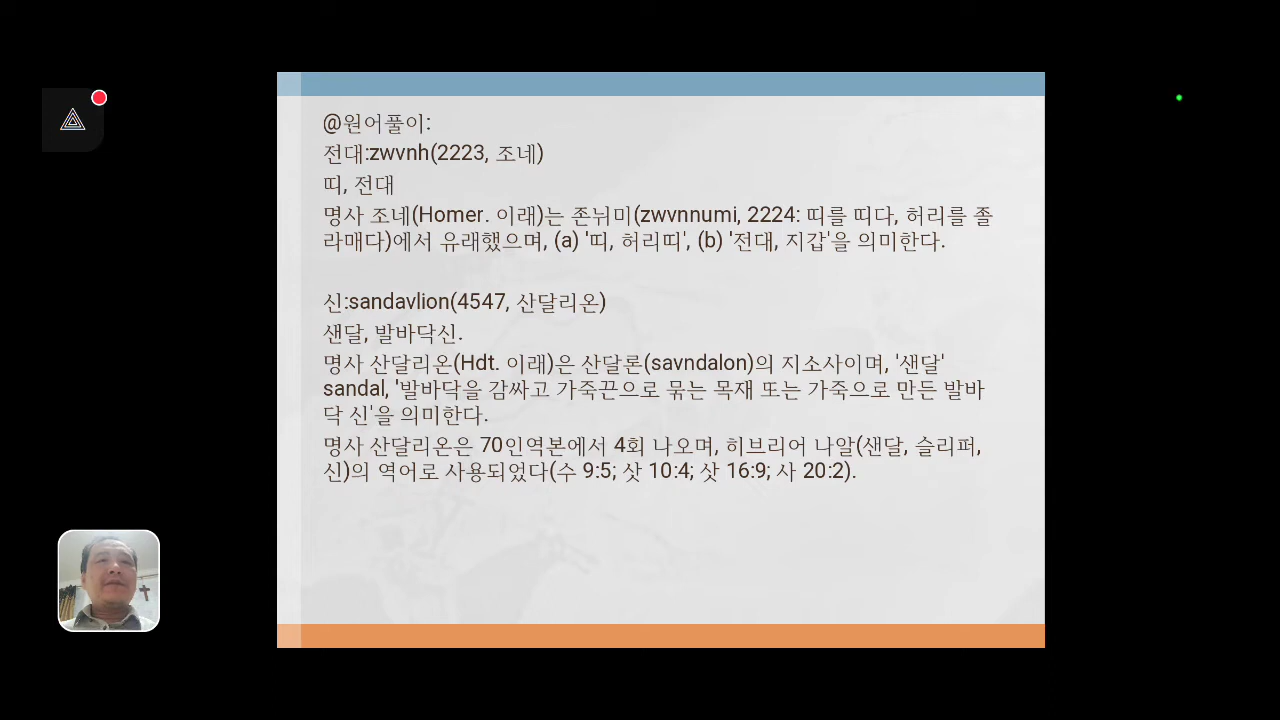 @원어풀이:
전대:zwvnh(2223, 조네)
띠, 전대
명사 조네(Homer. 이래)는 존뉘미(zwvnnumi, 2224: 띠를 띠다, 허리를 졸
라매다)에서 유래했으며, (a) '띠, 허리띠', (b) '전대, 지갑'을 의미한다.
신:sandavlion(4547, 산달리온)
샌달, 발바닥신.
명사 산달리온(Hdt. 이래)은 산달론(savndalon)의 지소사이며, '샌달'
sandal, '발바닥을 감싸고 가죽끈으로 묶는 목재 또는 가죽으로 만든 발바
닥 신'을 의미한다.
명사 산달리온은 70인역본에서 4회 나오며, 히브리어 나알(샌달, 슬리퍼,
신)의 역어로 사용되었다(수 9:5; 삿 10:4; 삿 16:9; 사 20:2).